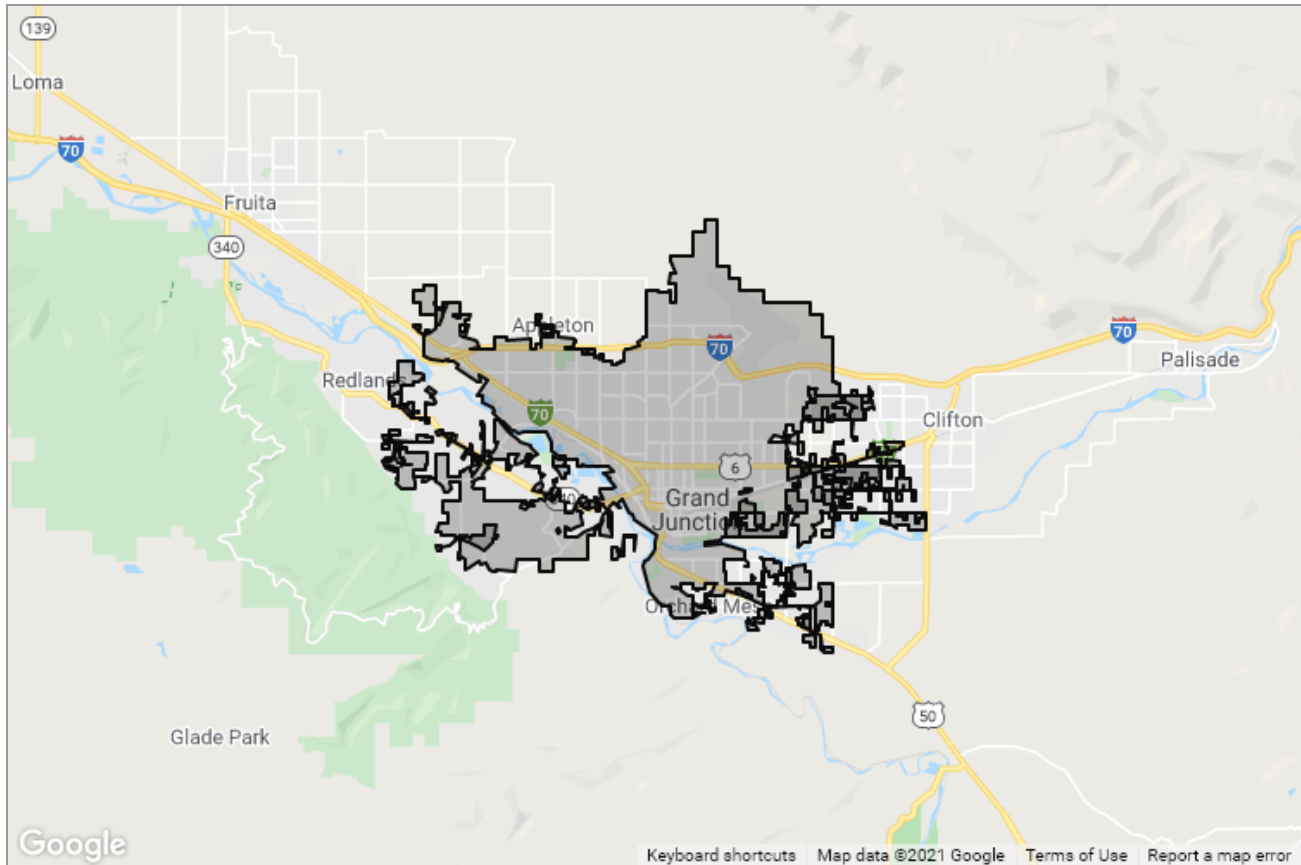 139
Loma
70
Fruita
340
Appleton
70
70
Palisade
Redlands
70
Clifton
6
Grand
Junction
Orchard Mesa
50
Glade Park
Google
Keyboard shortcuts Map data ©2021 Google Terms of Use Report a map error